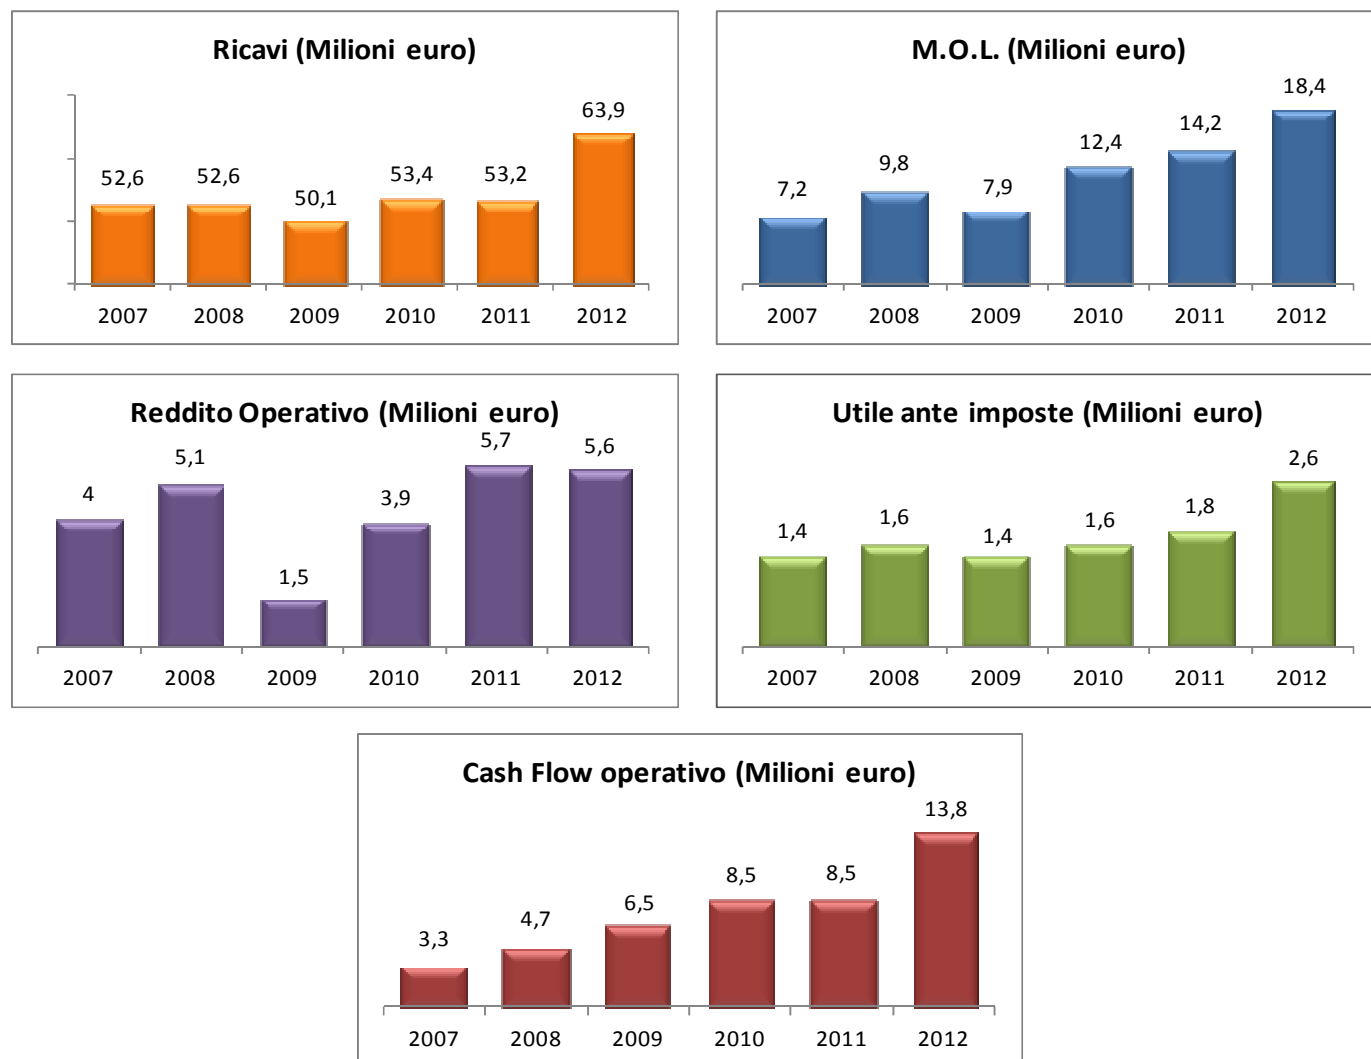 Ricavi (Milioni euro)
52,6 52,6 50,1 53,4 53,2 63,9
2007 2008 2009 2010 2011 2012
M.O.L. (Milioni euro)
7,2 9,8 7,9 12,4 14,2 18,4
2007 2008 2009 2010 2011 2012
Reddito Operativo (Milioni euro)
4 5,1 1,5 3,9 5,7 5,6
2007 2008 2009 2010 2011 2012
Utile ante imposte (Milioni euro)
1,4 1,6 1,4 1,6 1,8 2,6
2007 2008 2009 2010 2011 2012
Cash Flow operativo (Milioni euro)
3,3 4,7 6,5 8,5 8,5 13,8
2007 2008 2009 2010 2011 2012